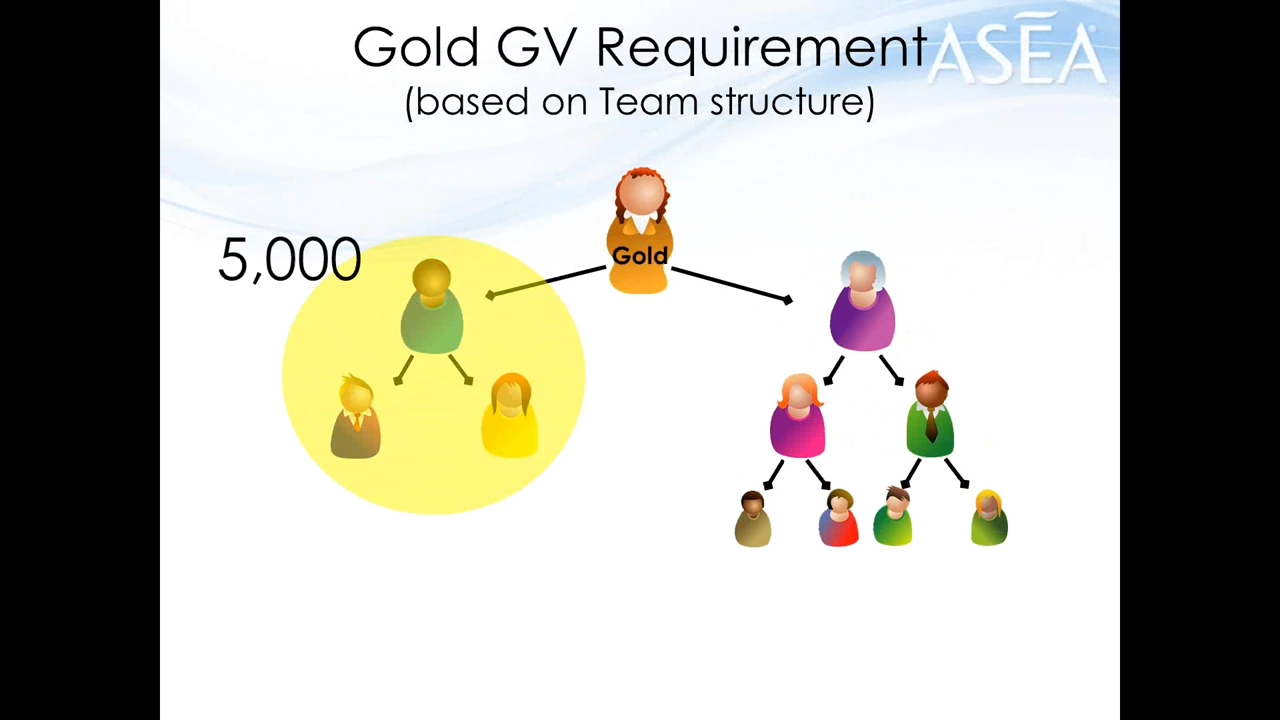 Gold GV Requirement
ASEA
(based on Team structure)
5,000
Gold